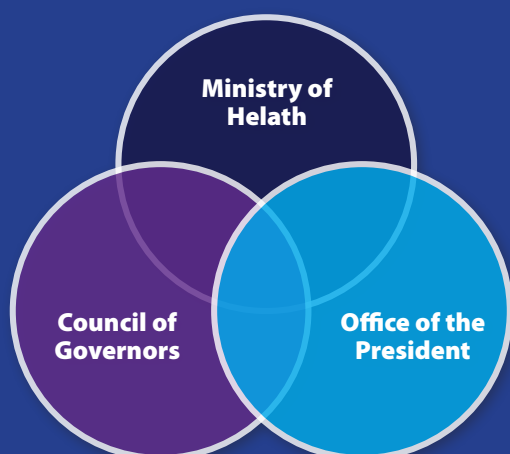 Ministry of
Helath
Council of
Governors
Office of the
President